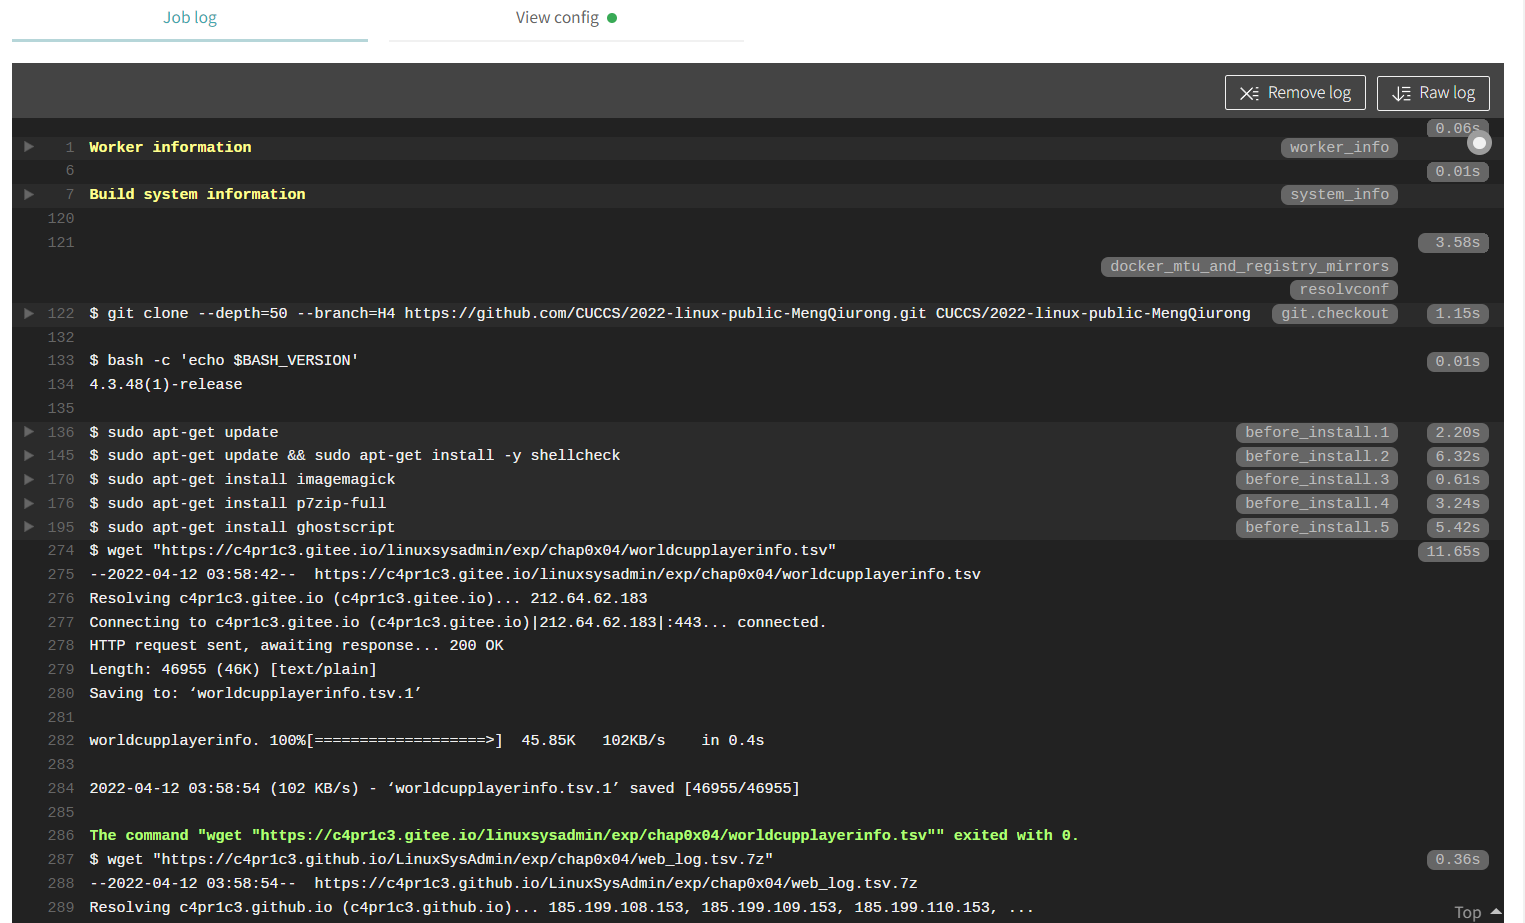 Job log View config
Remove log Raw log
0.06s
1 Worker information worker_info
6 0.01s
7 Build system information system_info
120
121 3.58s
docker_mtu_and_registry_mirrors
resolvconf
122 $ git clone --depth=50 --branch=H4 https://github.com/CUCCS/2022-linux-public-MengQiurong.git CUCCS/2022-linux-public-MengQiurong git.checkout 1.15s
132
133 $ bash -c 'echo $BASH_VERSION' 0.01s
134 4.3.48(1)-release
135
136 $ sudo apt-get update before_install.1 2.20s
145 $ sudo apt-get update && sudo apt-get install -y shellcheck before_install.2 6.32s
170 $ sudo apt-get install imagemagick before_install.3 0.61s
176 $ sudo apt-get install p7zip-full before_install.4 3.24s
195 $ sudo apt-get install ghostscript before_install.5 5.42s
274 $ wget "https://c4pr1c3.gitee.io/linuxsysadmin/exp/chap0x04/worldcupplayerinfo.tsv" 11.65s
275 --2022-04-12 03:58:42--  https://c4pr1c3.gitee.io/linuxsysadmin/exp/chap0x04/worldcupplayerinfo.tsv
276 Resolving c4pr1c3.gitee.io (c4pr1c3.gitee.io)... 212.64.62.183
277 Connecting to c4pr1c3.gitee.io (c4pr1c3.gitee.io)|212.64.62.183|:443... connected.
278 HTTP request sent, awaiting response... 200 OK
279 Length: 46955 (46K) [text/plain]
280 Saving to: ‘worldcupplayerinfo.tsv.1’
281
282 worldcupplayerinfo. 100%[===================>]  45.85K   102KB/s    in 0.4s
283
284 2022-04-12 03:58:54 (102 KB/s) - ‘worldcupplayerinfo.tsv.1’ saved [46955/46955]
285
286 The command "wget "https://c4pr1c3.gitee.io/linuxsysadmin/exp/chap0x04/worldcupplayerinfo.tsv"" exited with 0.
287 $ wget "https://c4pr1c3.github.io/LinuxSysAdmin/exp/chap0x04/web_log.tsv.7z" 0.36s
288 --2022-04-12 03:58:54--  https://c4pr1c3.github.io/LinuxSysAdmin/exp/chap0x04/web_log.tsv.7z
289 Resolving c4pr1c3.github.io (c4pr1c3.github.io)... 185.199.108.153, 185.199.109.153, 185.199.110.153, ...
Top